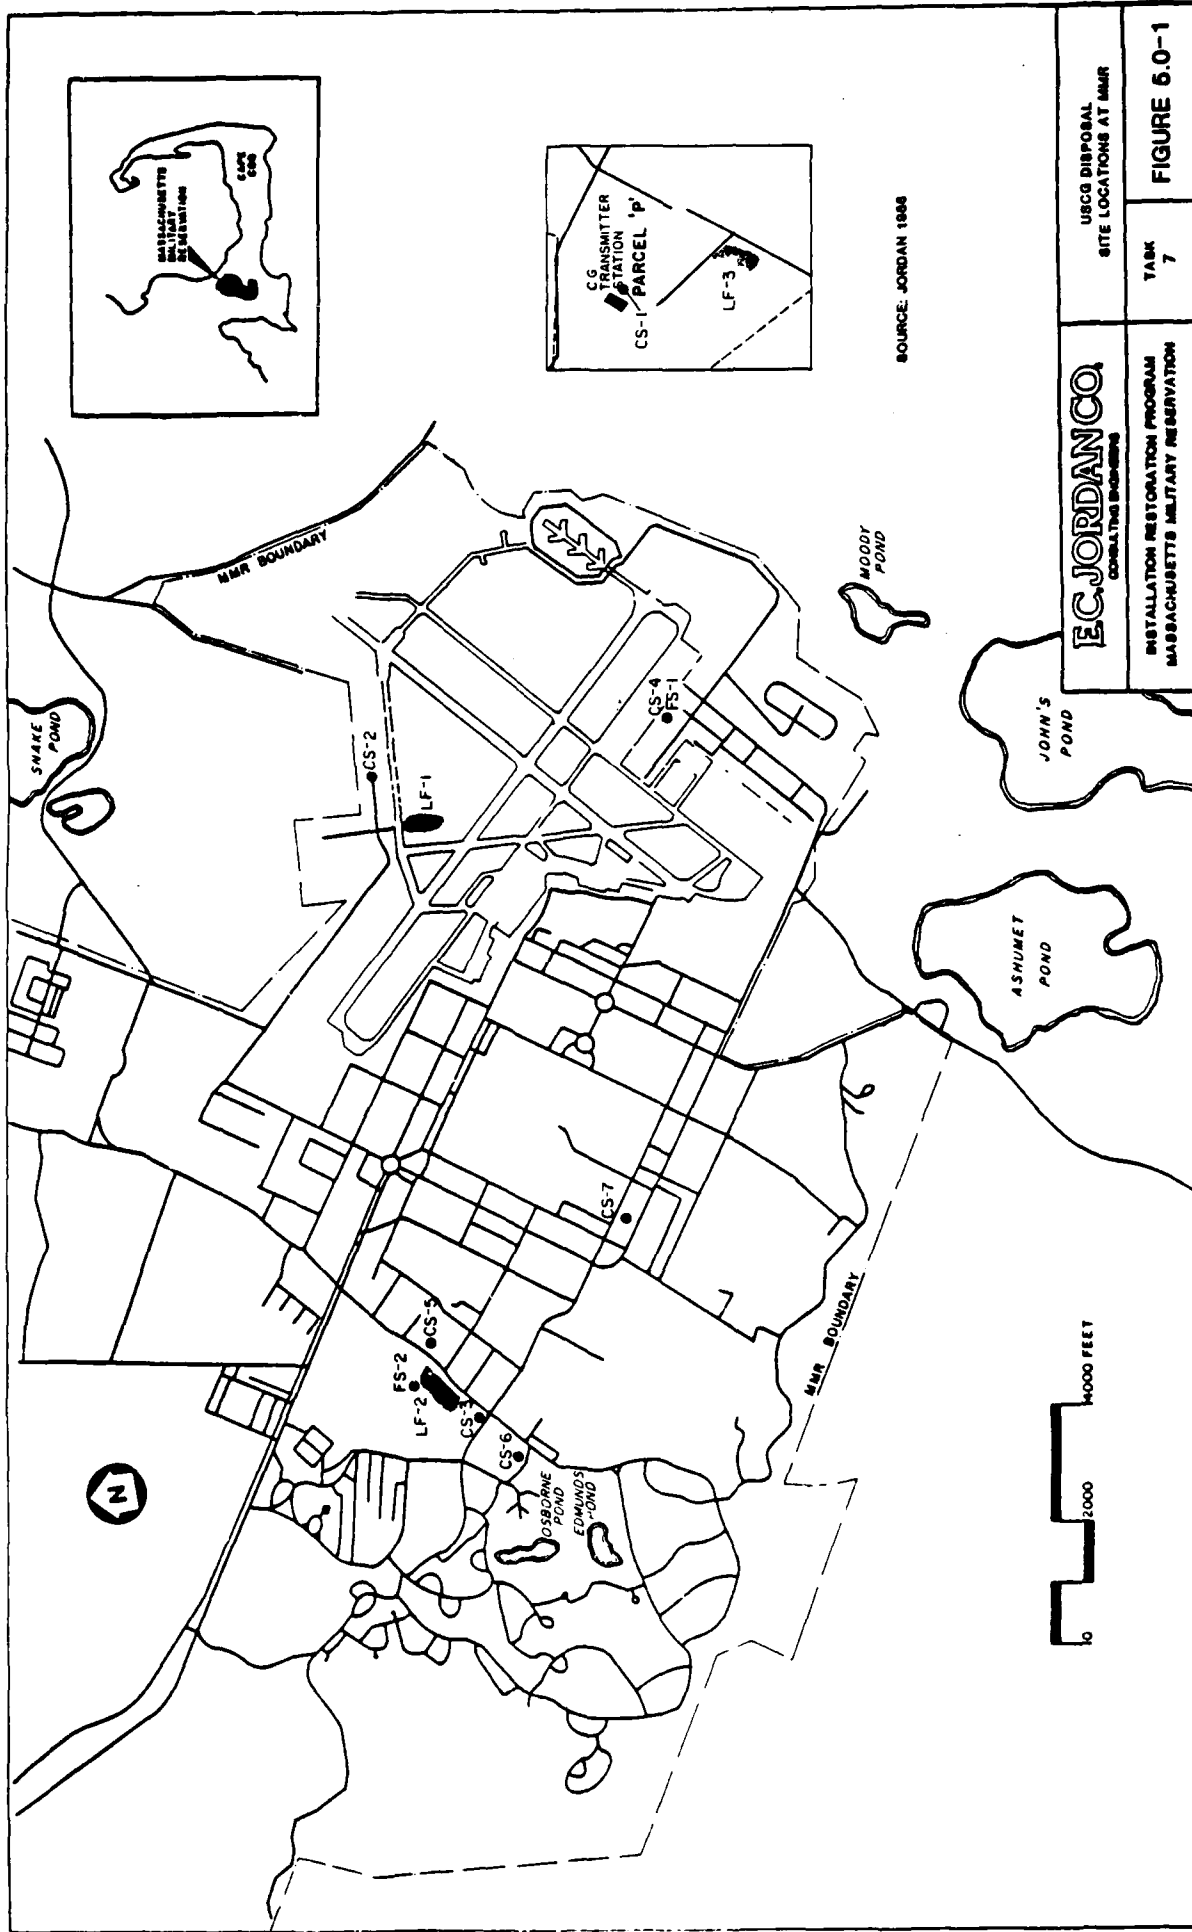 SNAKE
POND
MMR BOUNDARY
CS-2
LF-1
CS-4
FS-1
MOODY
POND
JOHN'S
POND
ASHUMET
POND
CS-7
CS-5
FS-2
LF-2
CS-3
CS-6
OSBORNE
POND
EDMUNDS
POND
MMR BOUNDARY
N
0 2000 4000 FEET
MASSACHUSETTS
MILITARY
RESERVATION
CAPE
COD
CG
TRANSMITTER
STATION
PARCEL 'P'
CS-1
LF-3
SOURCE: JORDAN 1986
E.C. JORDAN CO.
CONSULTING ENGINEERS
INSTALLATION RESTORATION PROGRAM
MASSACHUSETTS MILITARY RESERVATION
USCG DISPOSAL
SITE LOCATIONS AT MMR
TASK
7
FIGURE 6.0-1